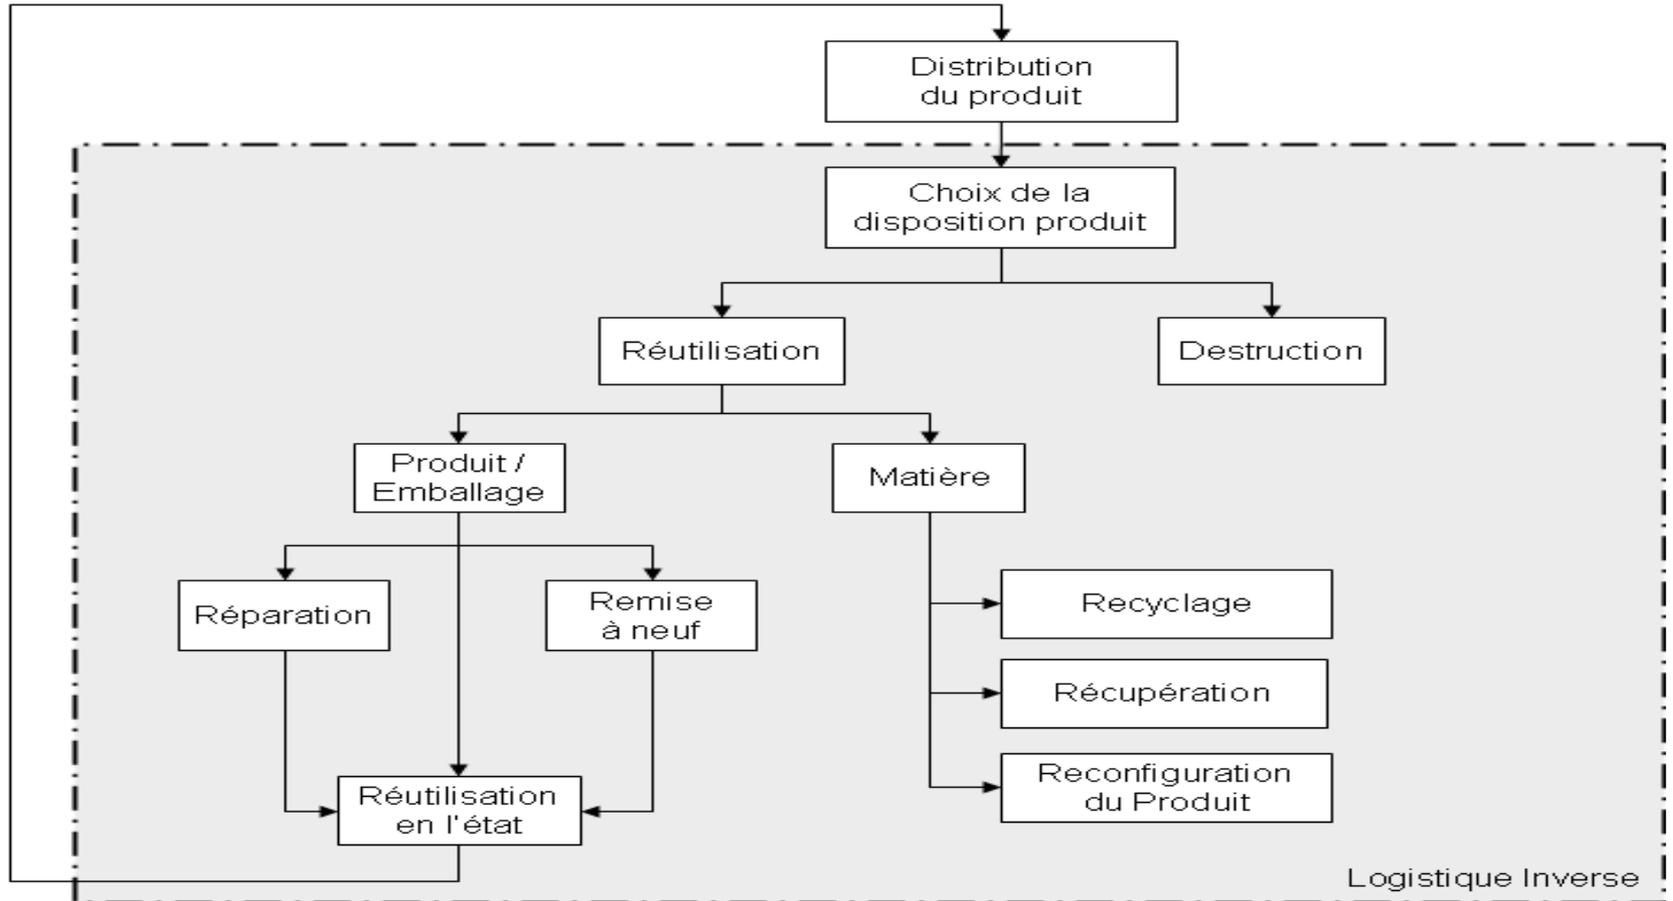 Distribution
du produit
Choix de la
disposition produit
Réutilisation
Destruction
Produit /
Emballage
Matière
Réparation
Remise
à neuf
Recyclage
Récupération
Reconfiguration
du Produit
Réutilisation
en l'état
Logistique Inverse